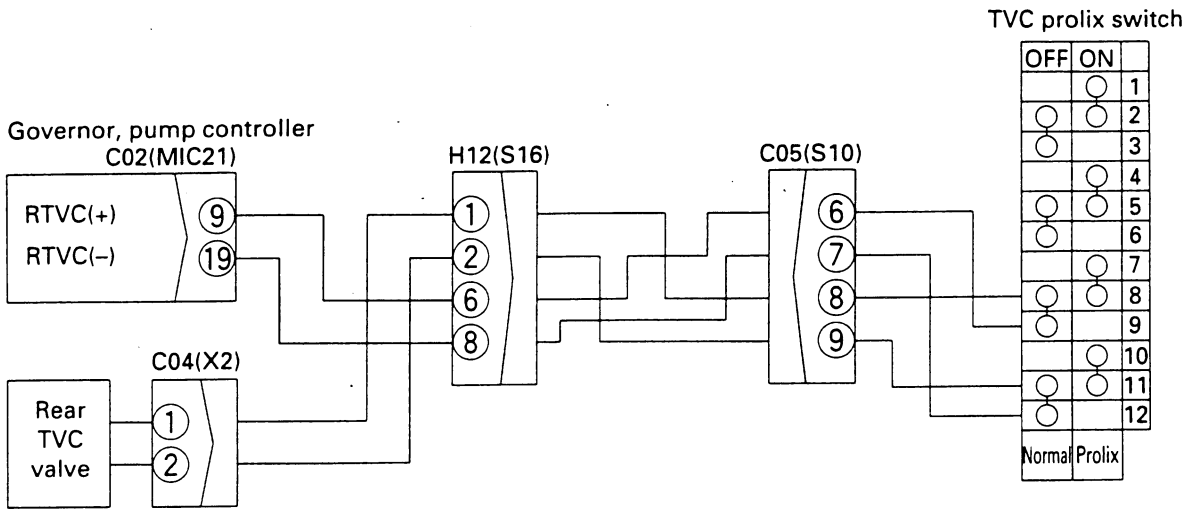 TVC prolix switch
OFF ON
1
2
3
4
5
6
7
8
9
10
11
12
Normal Prolix
Governor, pump controller
C02(MIC21)
RTVC(+) 9
RTVC(–) 19
H12(S16)
1
2
6
8
C05(S10)
6
7
8
9
C04(X2)
Rear
TVC
valve
1
2